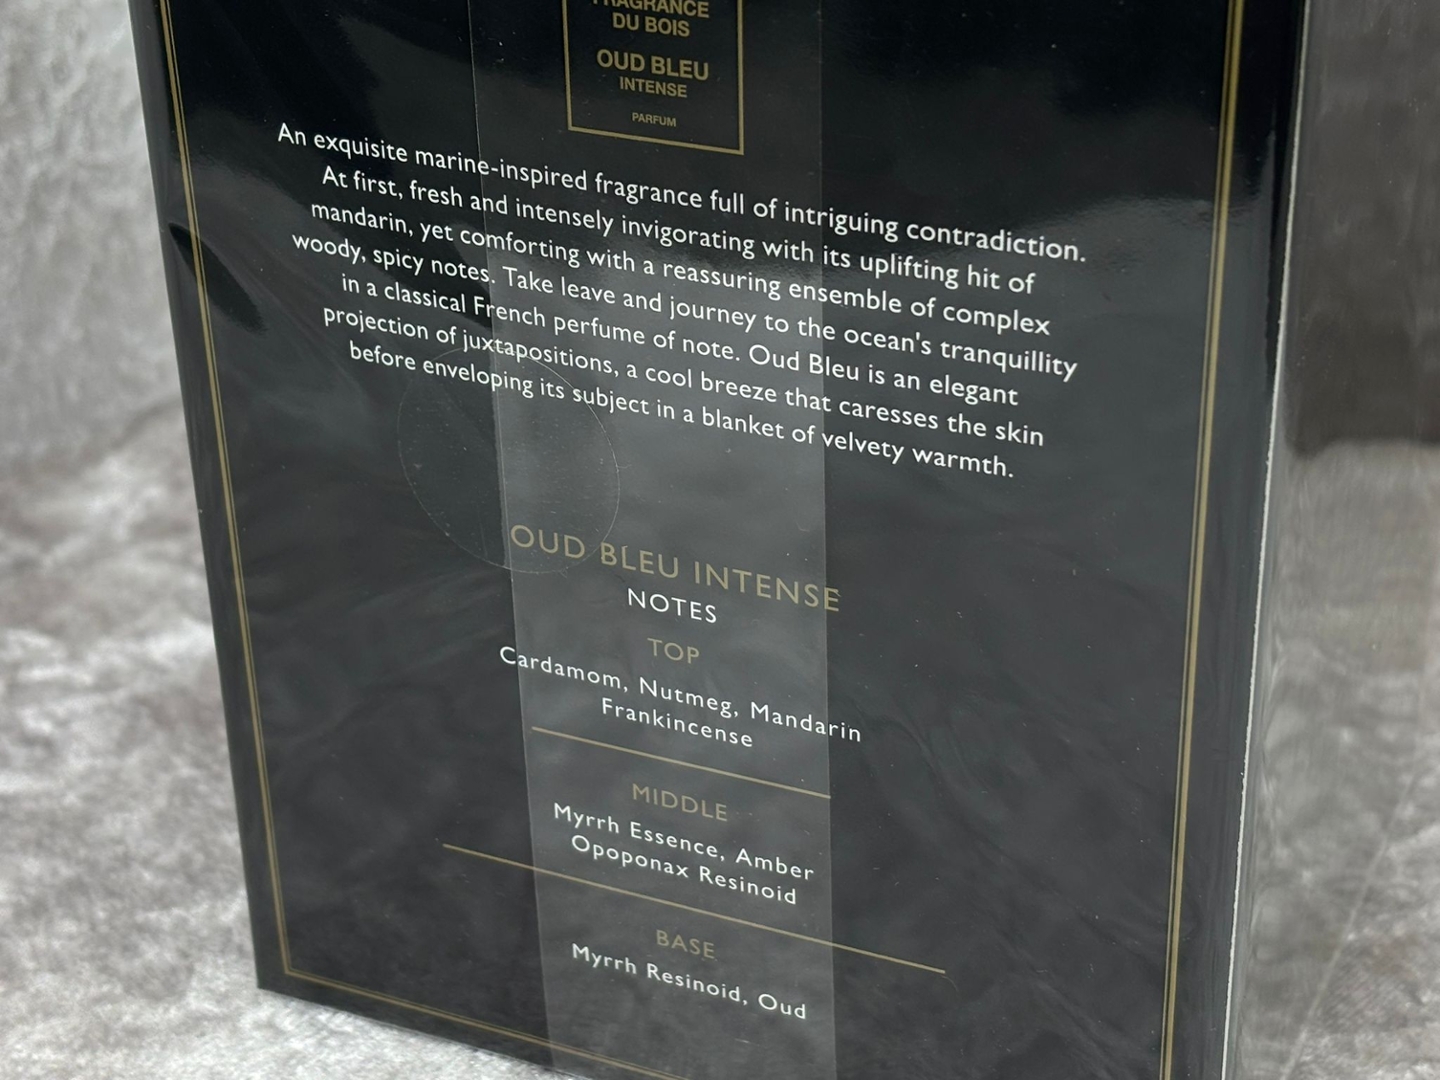 FRAGRANCE
DU BOIS
OUD BLEU
INTENSE
PARFUM
An exquisite marine-inspired fragrance full of intriguing contradiction.
At first, fresh and intensely invigorating with its uplifting hit of
mandarin, yet comforting with a reassuring ensemble of complex
woody, spicy notes. Take leave and journey to the ocean's tranquillity
in a classical French perfume of note. Oud Bleu is an elegant
projection of juxtapositions, a cool breeze that caresses the skin
before enveloping its subject in a blanket of velvety warmth.
OUD BLEU INTENSE
NOTES
TOP
Cardamom, Nutmeg, Mandarin
Frankincense
MIDDLE
Myrrh Essence, Amber
Opoponax Resinoid
BASE
Myrrh Resinoid, Oud